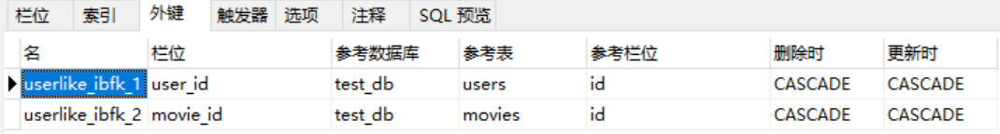 栏位 索引 外键 触发器 选项 注释 SQL 预览
名 栏位 参考数据库 参考表 参考栏位 删除时 更新时
userlike_ibfk_1 user_id test_db users id CASCADE CASCADE
userlike_ibfk_2 movie_id test_db movies id CASCADE CASCADE